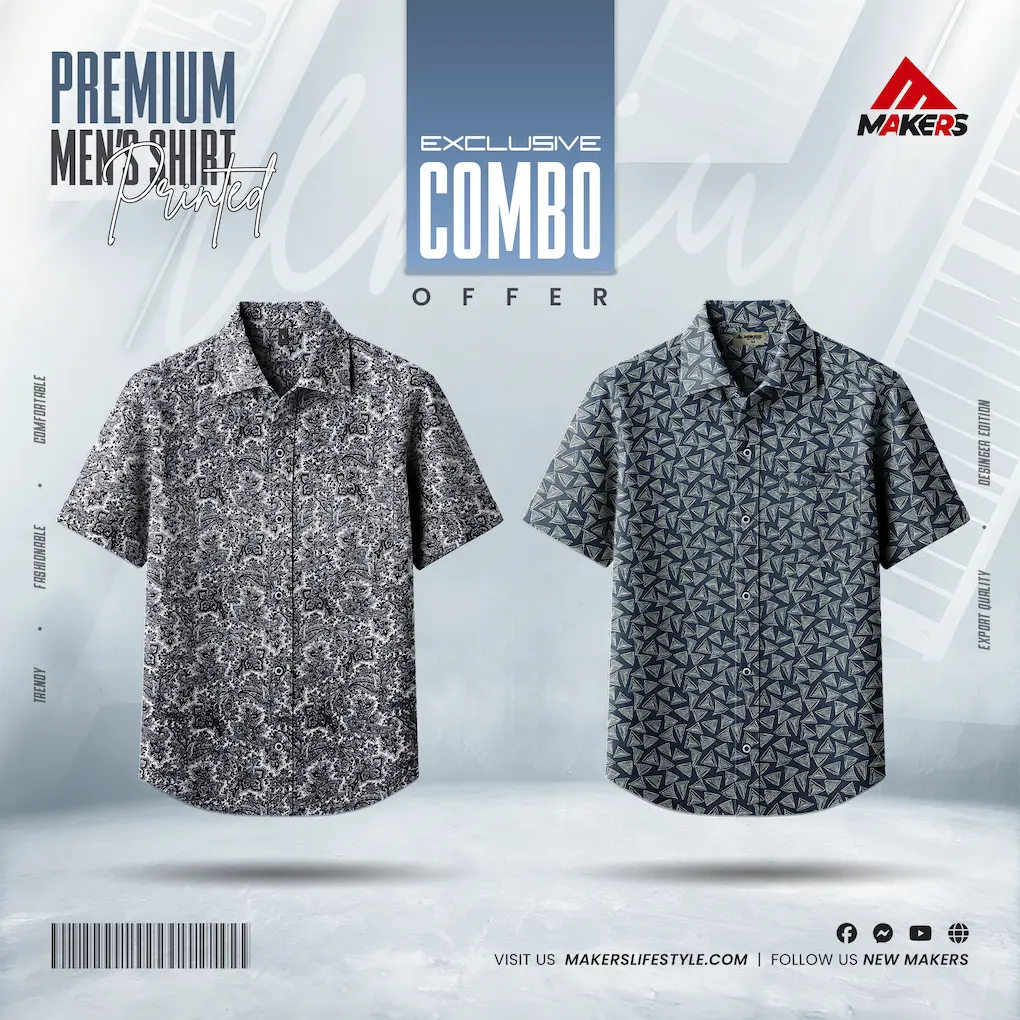 PREMIUM
MEN'S SHIRT
Printed
EXCLUSIVE
COMBO
OFFER
MAKERS
COMFORTABLE
FASHIONABLE
TRENDY
DESINGER EDITION
EXPORT QUALITY
VISIT US MAKERSLIFESTYLE.COM | FOLLOW US NEW MAKERS